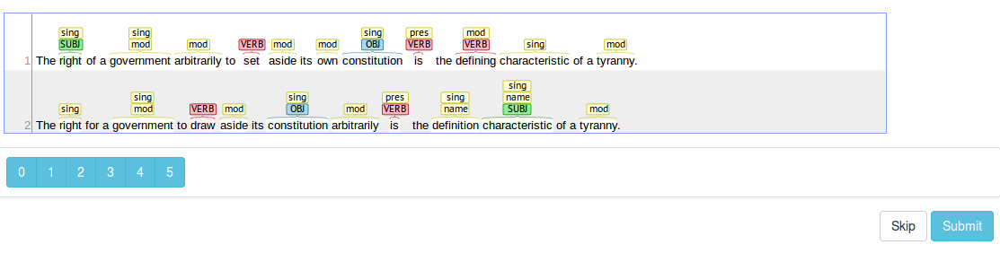 sing sing sing pres mod
SUBJ mod mod VERB mod mod OBJ VERB VERB sing mod
1 The right of a government arbitrarily to set aside its own constitution is the defining characteristic of a tyranny.
sing
sing sing pres sing name
sing mod VERB mod OBJ mod VERB name SUBJ mod
2 The right for a government to draw aside its constitution arbitrarily is the definition characteristic of a tyranny.
0 1 2 3 4 5
Skip Submit